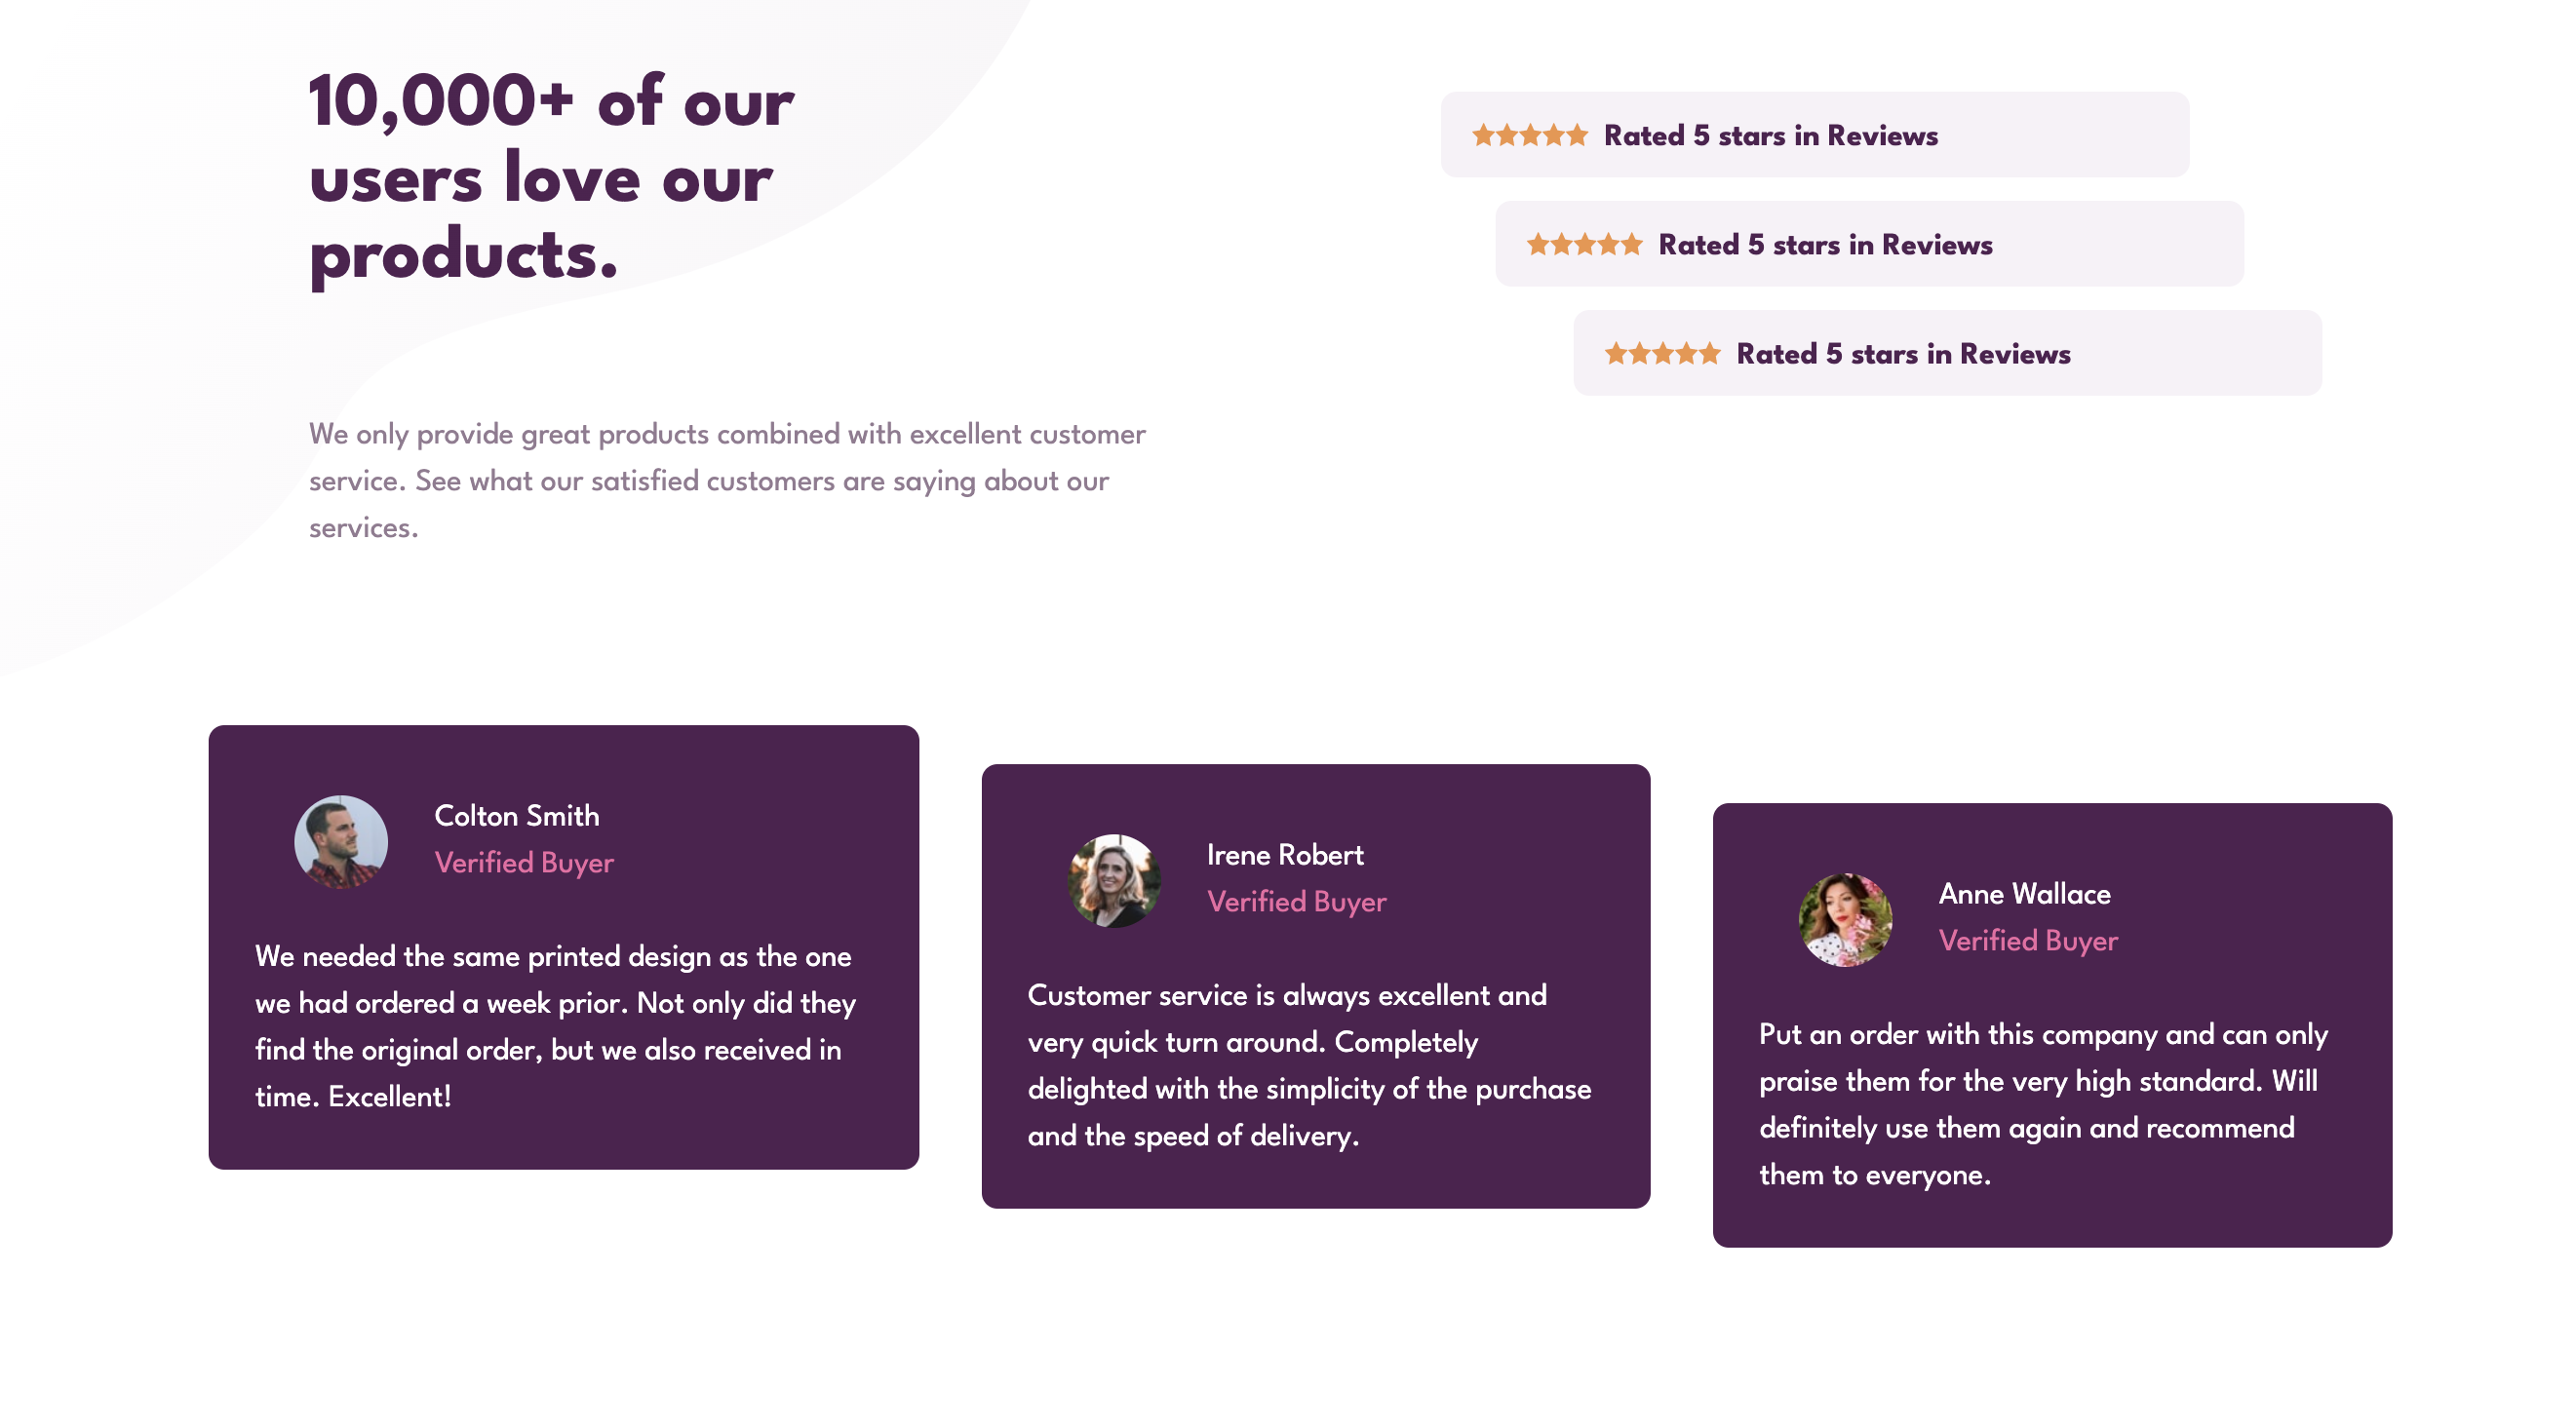 10,000+ of our
users love our
products.
We only provide great products combined with excellent customer
service. See what our satisfied customers are saying about our
services.
Rated 5 stars in Reviews
Rated 5 stars in Reviews
Rated 5 stars in Reviews
Colton Smith
Verified Buyer
We needed the same printed design as the one
we had ordered a week prior. Not only did they
find the original order, but we also received in
time. Excellent!
Irene Robert
Verified Buyer
Customer service is always excellent and
very quick turn around. Completely
delighted with the simplicity of the purchase
and the speed of delivery.
Anne Wallace
Verified Buyer
Put an order with this company and can only
praise them for the very high standard. Will
definitely use them again and recommend
them to everyone.